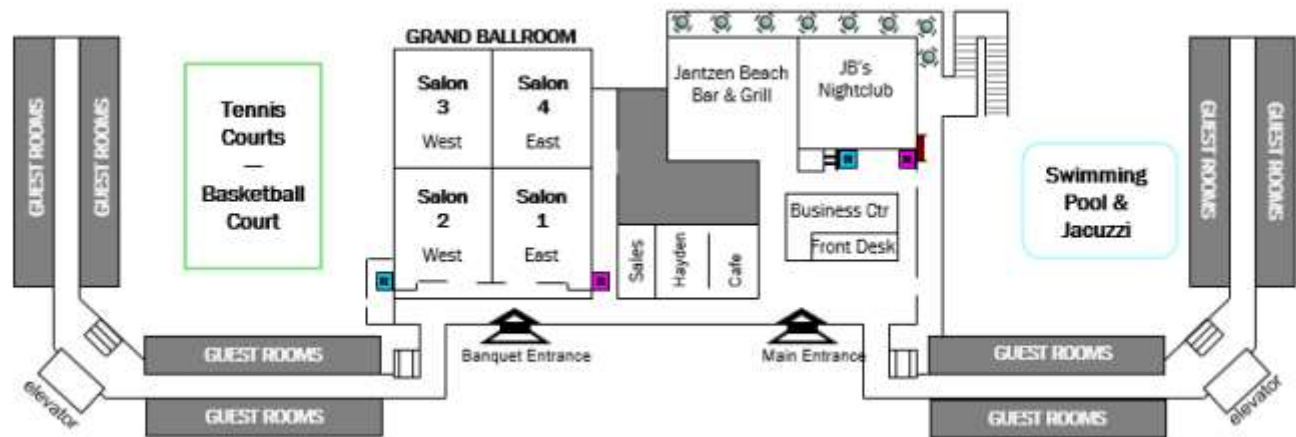 GRAND BALLROOM
Salon
3
West
Salon
4
East
Salon
2
West
Salon
1
East
Tennis
Courts
—
Basketball
Court
GUEST ROOMS
GUEST ROOMS
Jantzen Beach
Bar & Grill
JB's
Nightclub
Business Ctr
Front Desk
Sales
Hayden
Cafe
Swimming
Pool &
Jacuzzi
GUEST ROOMS
GUEST ROOMS
GUEST ROOMS
Banquet Entrance
Main Entrance
GUEST ROOMS
elevator
GUEST ROOMS
GUEST ROOMS
elevator